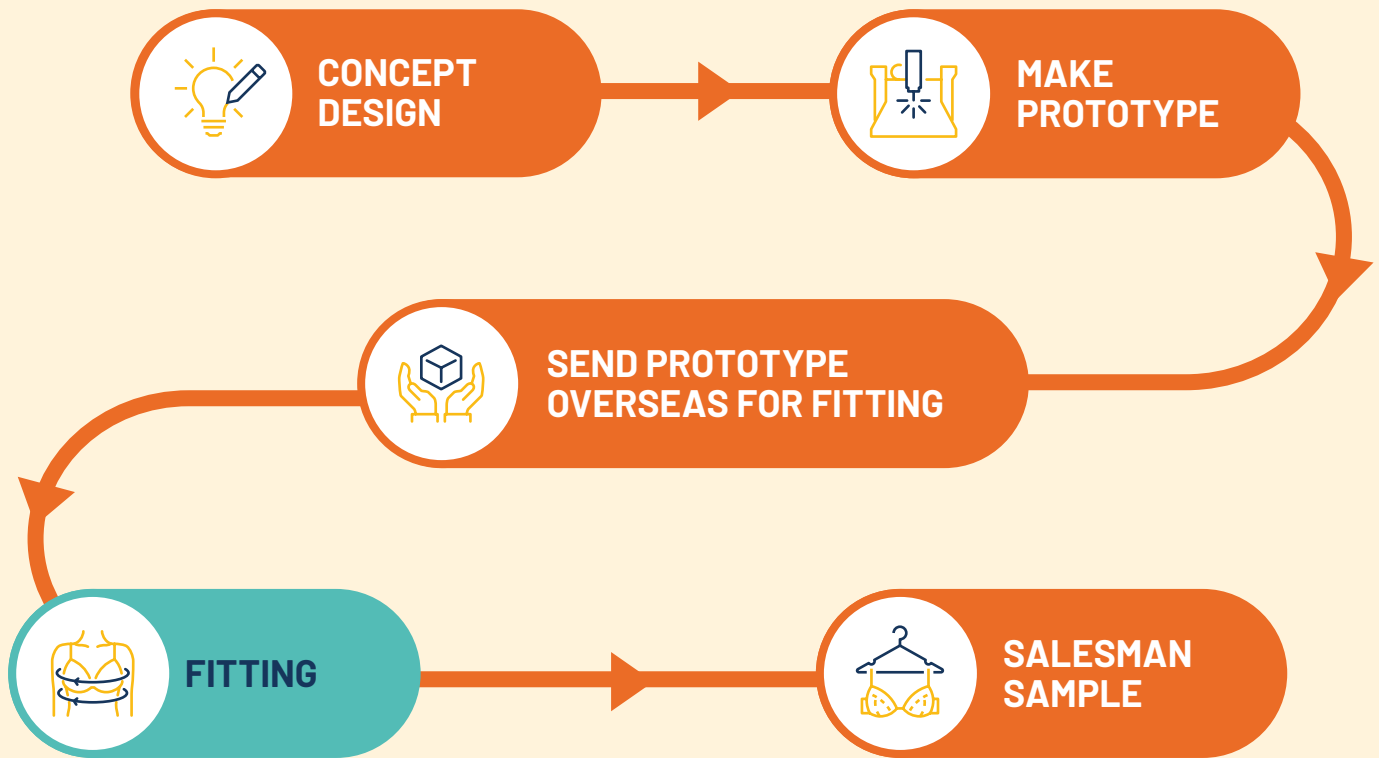 CONCEPT
DESIGN
MAKE
PROTOTYPE
SEND PROTOTYPE
OVERSEAS FOR FITTING
FITTING
SALESMAN
SAMPLE